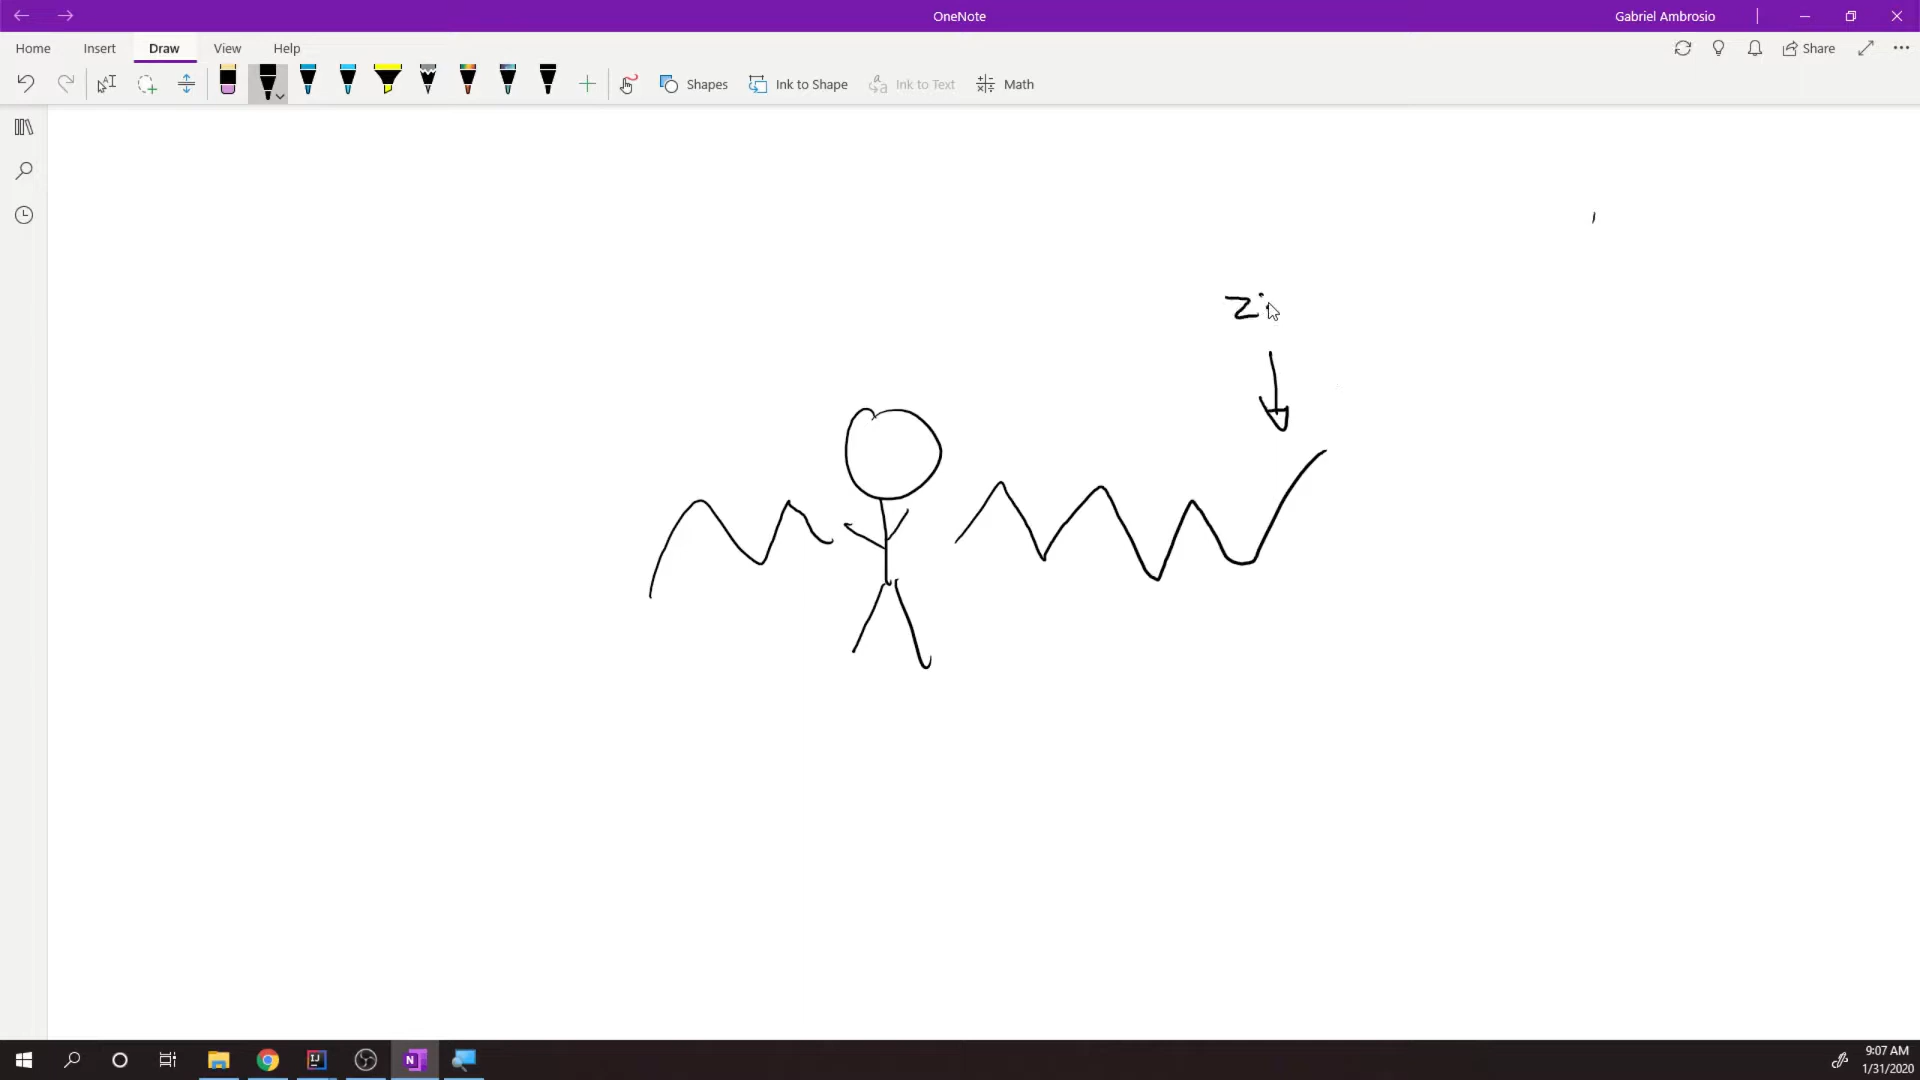 OneNote
Gabriel Ambrosio
Home Insert Draw View Help
Share
Shapes Ink to Shape Ink to Text Math
9:07 AM
1/31/2020